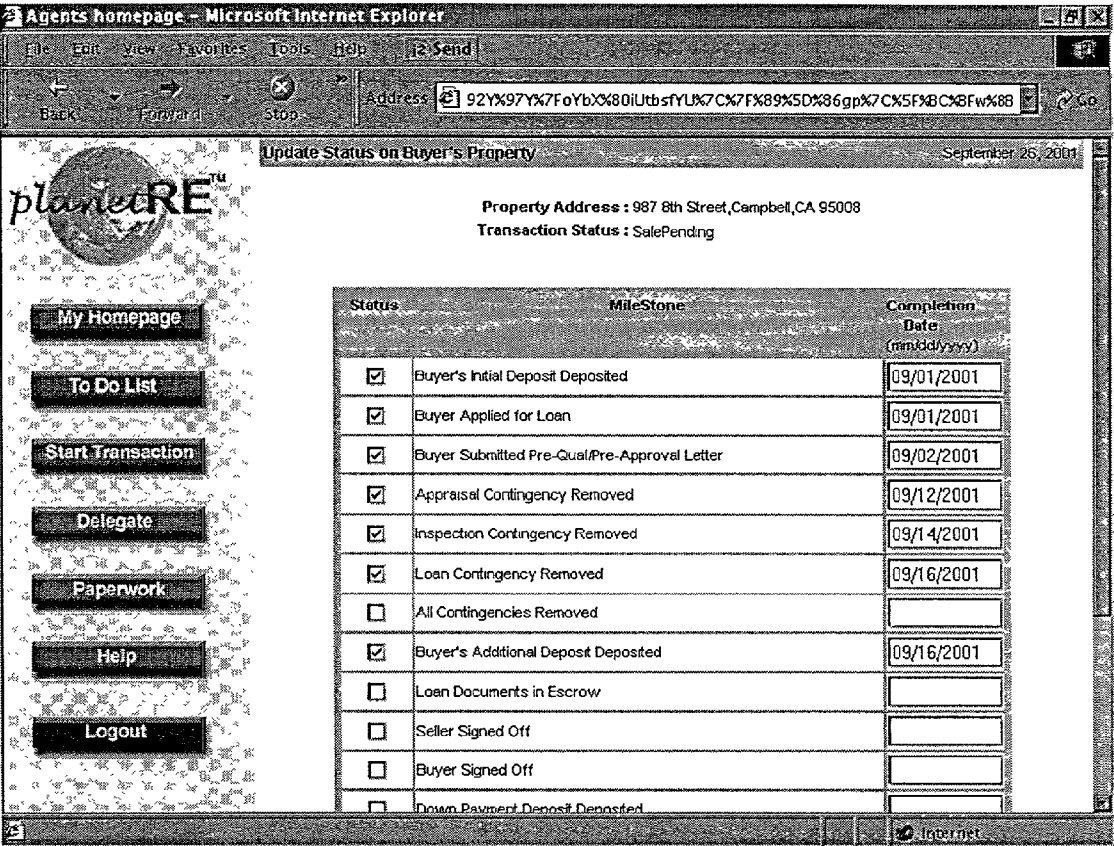 Agents homepage - Microsoft Internet Explorer
File Edit View Favorites Tools Help Send
Back Forward Stop » Address 92Y%97Y%7FoYbX%80iUtbsfYU%7C%7F%89%5D%86gp%7C%5F%BC%8Fw%8B Go
Update Status on Buyer's Property September 26, 2001
planetRE™
Property Address : 987 8th Street,Campbell,CA 95008
Transaction Status : SalePending
My Homepage
To Do List
Start Transaction
Delegate
Paperwork
Help
Logout
Status MileStone Completion
Date
(mm/dd/yyyy)
Buyer's Initial Deposit Deposited 09/01/2001
Buyer Applied for Loan 09/01/2001
Buyer Submitted Pre-Qual/Pre-Approval Letter 09/02/2001
Appraisal Contingency Removed 09/12/2001
Inspection Contingency Removed 09/14/2001
Loan Contingency Removed 09/16/2001
All Contingencies Removed
Buyer's Additional Deposit Deposited 09/16/2001
Loan Documents in Escrow
Seller Signed Off
Buyer Signed Off
Down Payment Deposit Deposited
Internet